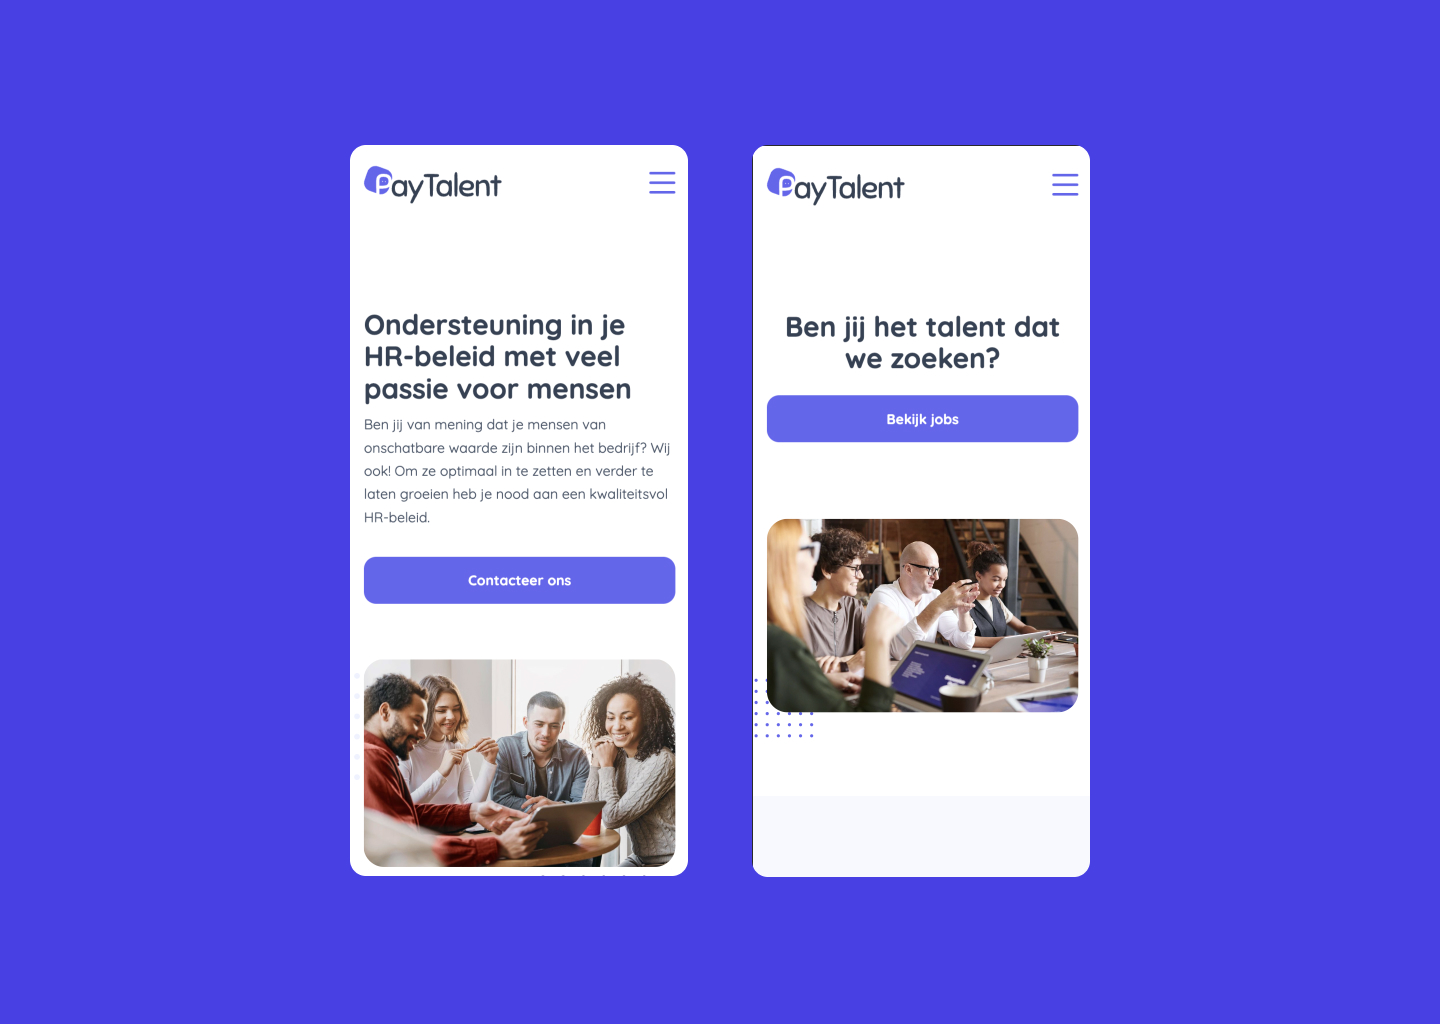 PayTalent
Ondersteuning in je
HR-beleid met veel
passie voor mensen
Ben jij van mening dat je mensen van
onschatbare waarde zijn binnen het bedrijf? Wij
ook! Om ze optimaal in te zetten en verder te
laten groeien heb je nood aan een kwaliteitsvol
HR-beleid.
Contacteer ons
PayTalent
Ben jij het talent dat
we zoeken?
Bekijk jobs